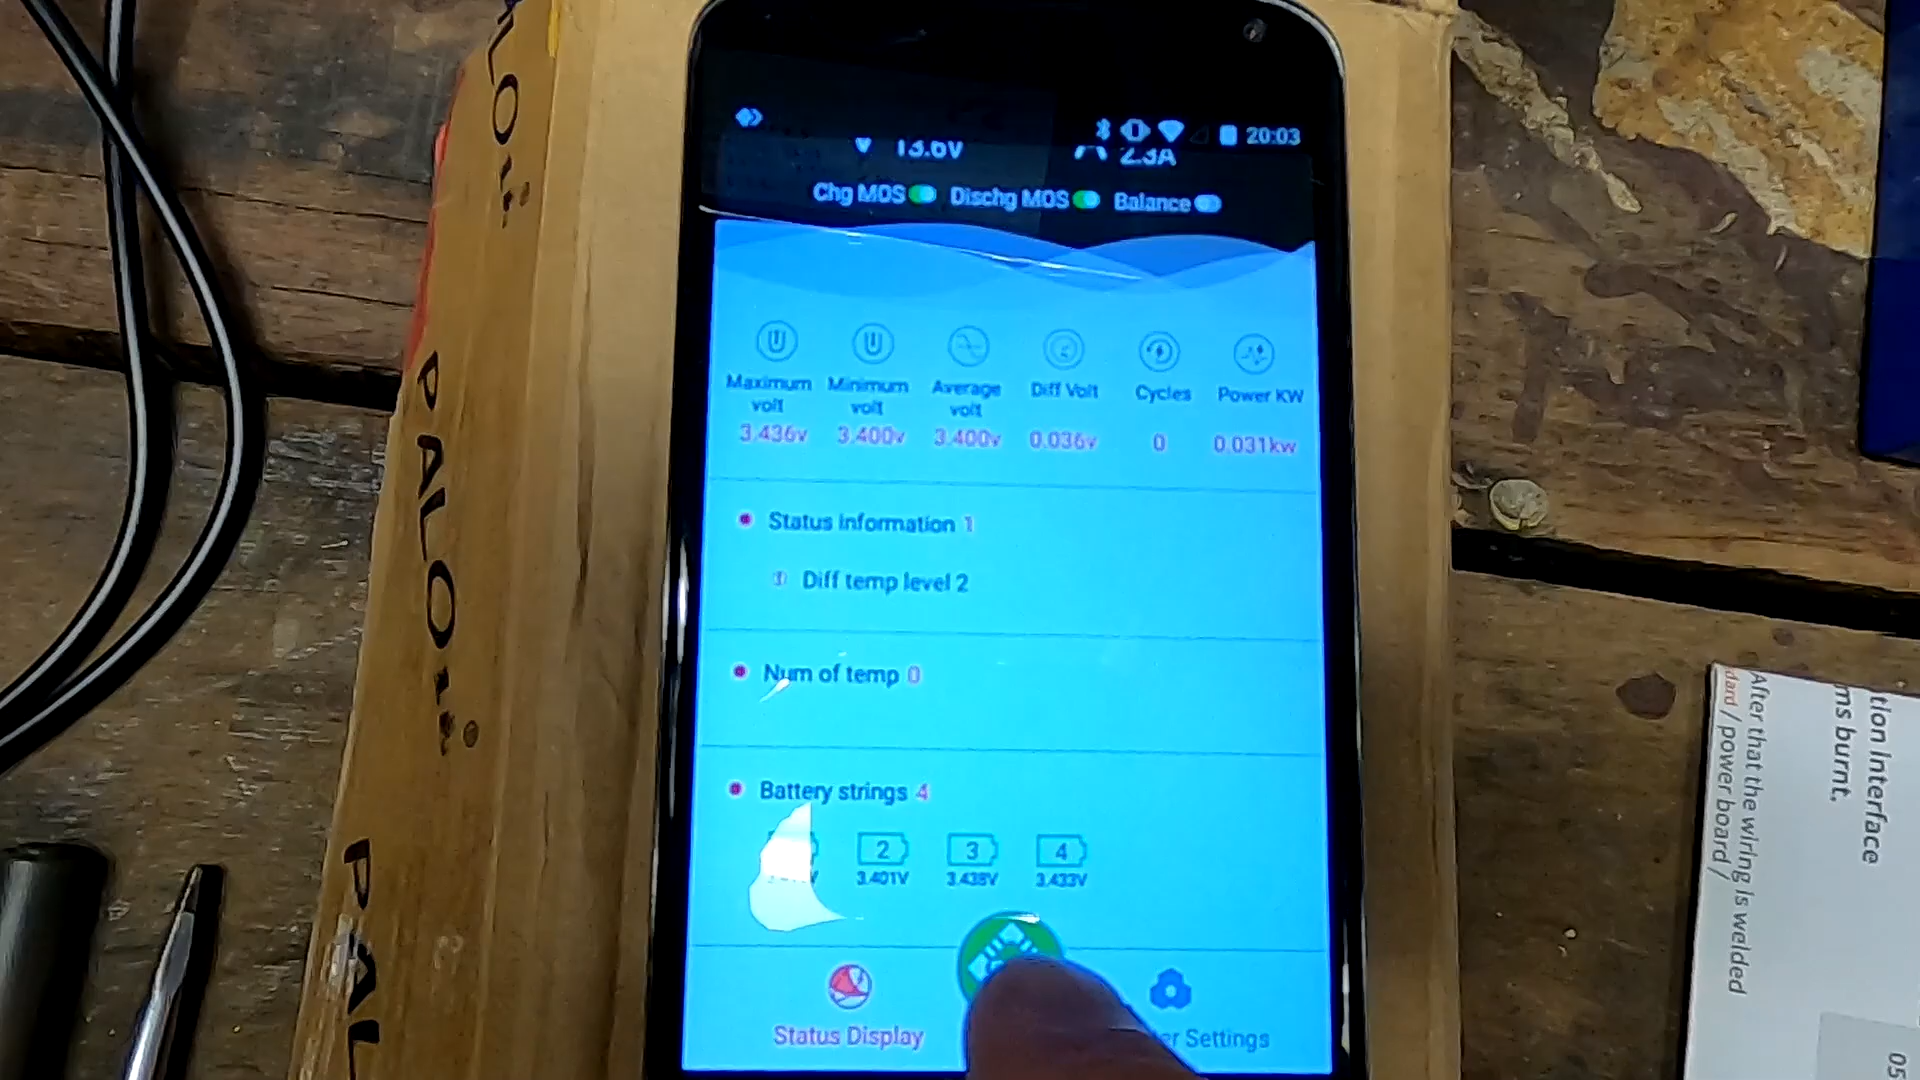 20:03
13.6V
2.3A
Chg MOS
Dischg MOS
Balance
Maximum volt
3.436v
Minimum volt
3.400v
Average volt
3.400v
Diff Volt
0.036v
Cycles
0
Power KW
0.031kw
Status information 1
Diff temp level 2
Num of temp 0
Battery strings 4
2
3.401V
3
3.438V
4
3.433V
Status Display
Settings
PALO
PALO
tion Interface
ms burnt.
After that the wiring is welded
dard / power board /
05